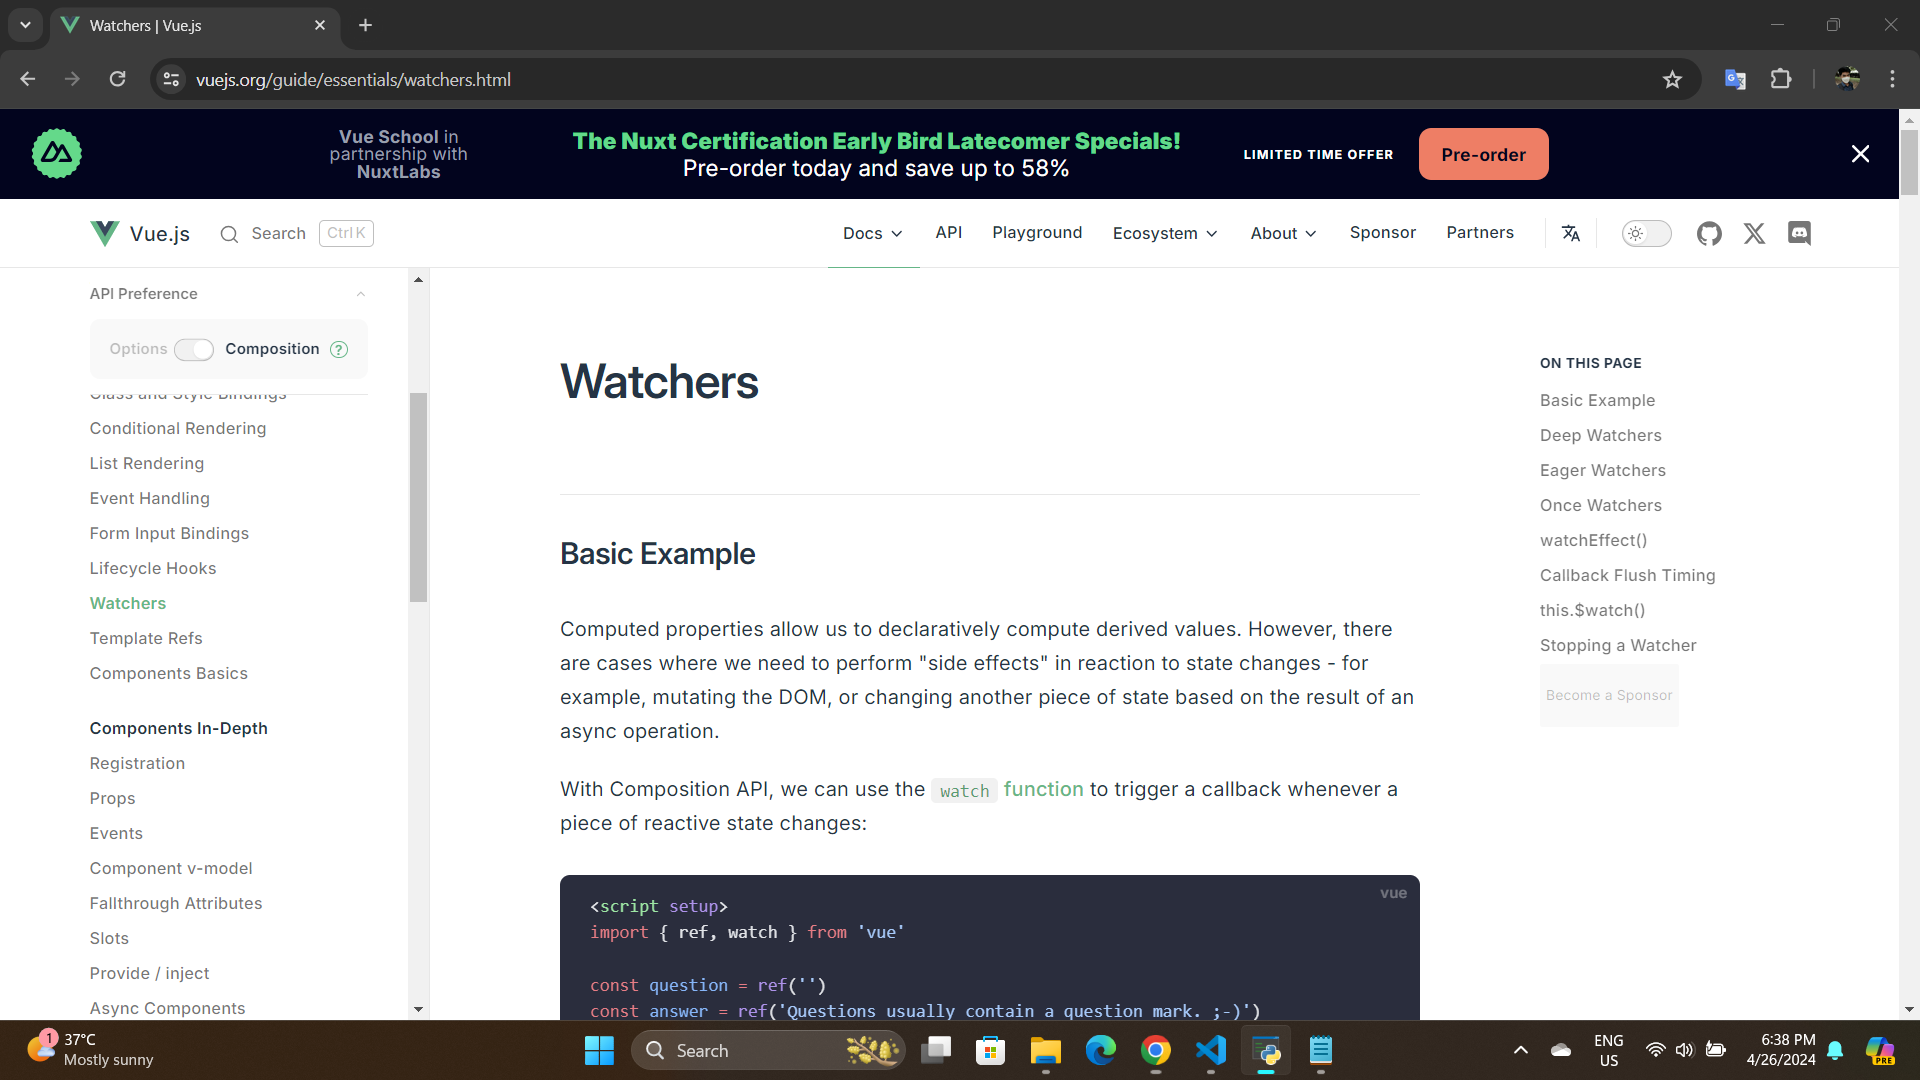 Watchers | Vue.js
vuejs.org/guide/essentials/watchers.html
Vue School in
partnership with
NuxtLabs
The Nuxt Certification Early Bird Latecomer Specials!
Pre-order today and save up to 58%
LIMITED TIME OFFER
Pre-order
Vue.js
Search
Ctrl K
Docs
API
Playground
Ecosystem
About
Sponsor
Partners
API Preference
Options
Composition
?
Class and Style Bindings
Conditional Rendering
List Rendering
Event Handling
Form Input Bindings
Lifecycle Hooks
Watchers
Template Refs
Components Basics
Components In-Depth
Registration
Props
Events
Component v-model
Fallthrough Attributes
Slots
Provide / inject
Async Components
Watchers
Basic Example
Computed properties allow us to declaratively compute derived values. However, there
are cases where we need to perform "side effects" in reaction to state changes - for
example, mutating the DOM, or changing another piece of state based on the result of an
async operation.
With Composition API, we can use the watch function to trigger a callback whenever a
piece of reactive state changes:
vue
<script setup>
import { ref, watch } from 'vue'
const question = ref('')
const answer = ref('Questions usually contain a question mark. ;-)')
ON THIS PAGE
Basic Example
Deep Watchers
Eager Watchers
Once Watchers
watchEffect()
Callback Flush Timing
this.$watch()
Stopping a Watcher
Become a Sponsor
1
37°C
Mostly sunny
Search
ENG
US
6:38 PM
4/26/2024
PRE